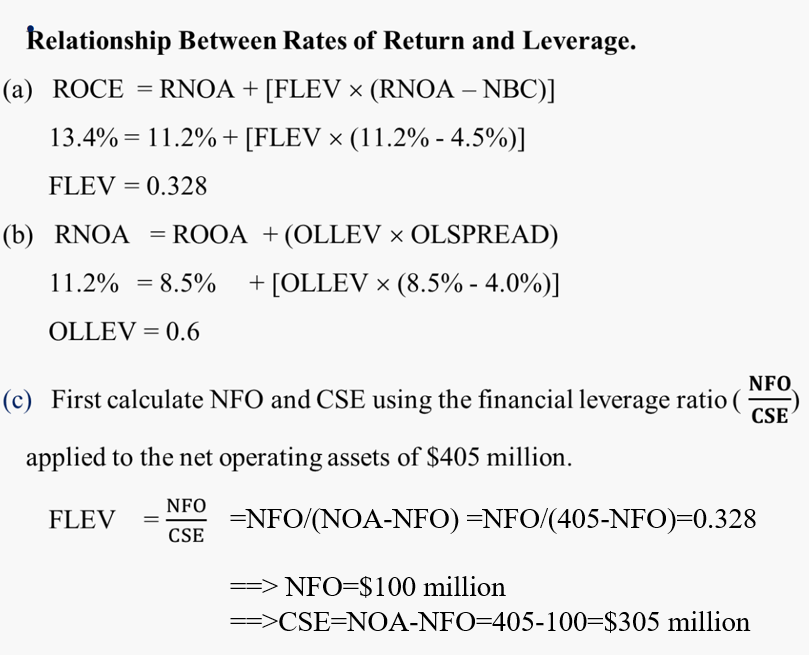 Relationship Between Rates of Return and Leverage.
(a) ROCE = RNOA + [FLEV × (RNOA – NBC)]
13.4% = 11.2% + [FLEV × (11.2% - 4.5%)]
FLEV = 0.328
(b) RNOA = ROOA + (OLLEV × OLSPREAD)
11.2% = 8.5% + [OLLEV × (8.5% - 4.0%)]
OLLEV = 0.6
(c) First calculate NFO and CSE using the financial leverage ratio (NFO/CSE)
applied to the net operating assets of $405 million.
FLEV = NFO/CSE =NFO/(NOA-NFO) =NFO/(405-NFO)=0.328
==> NFO=$100 million
==>CSE=NOA-NFO=405-100=$305 million